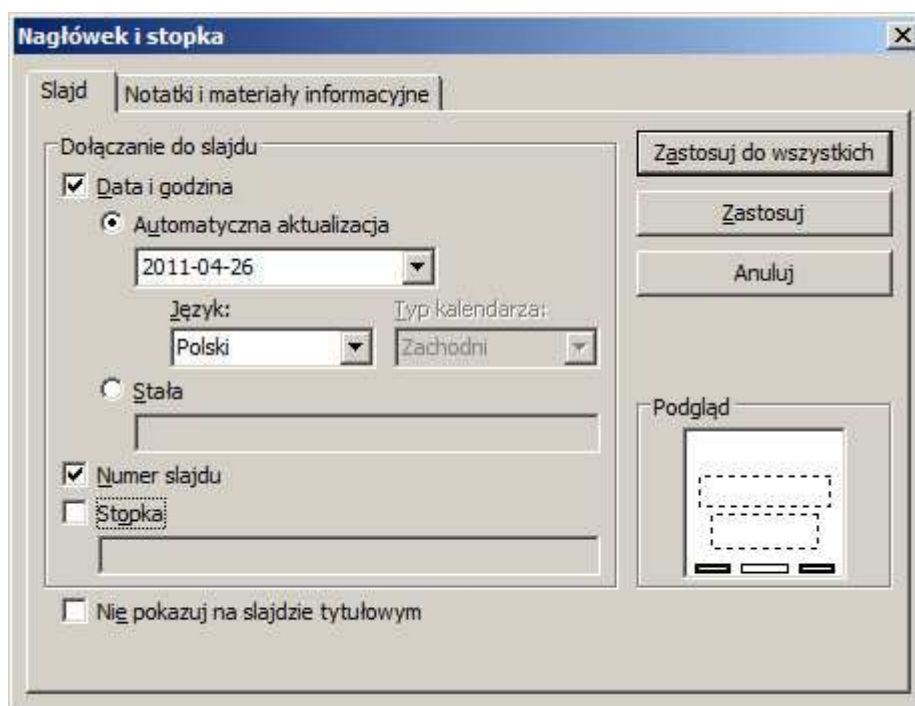 Nagłówek i stopka
Slajd Notatki i materiały informacyjne
Dołączanie do slajdu
Data i godzina
Automatyczna aktualizacja
2011-04-26
Język: Typ kalendarza:
Polski Zachodni
Stała
Numer slajdu
Stopka
Nie pokazuj na slajdzie tytułowym
Zastosuj do wszystkich
Zastosuj
Anuluj
Podgląd